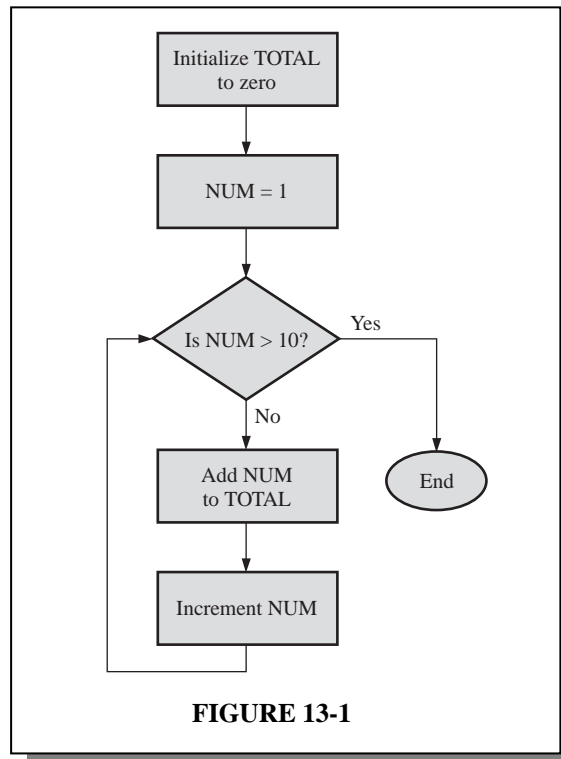 Initialize TOTAL
to zero
NUM = 1
Is NUM > 10?
Yes
No
Add NUM
to TOTAL
End
Increment NUM
FIGURE 13-1